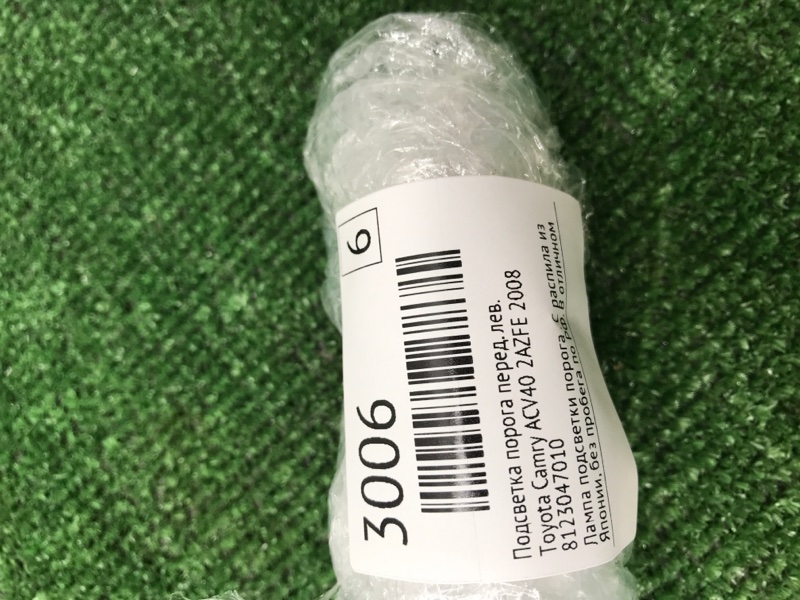 3006
6
Подсветка порога перед. лев.
Toyota Camry ACV40 2AZFE 2008
8123047010
Лампа подсветки порога. С распила из
Японии, без пробега по РФ. В отличном